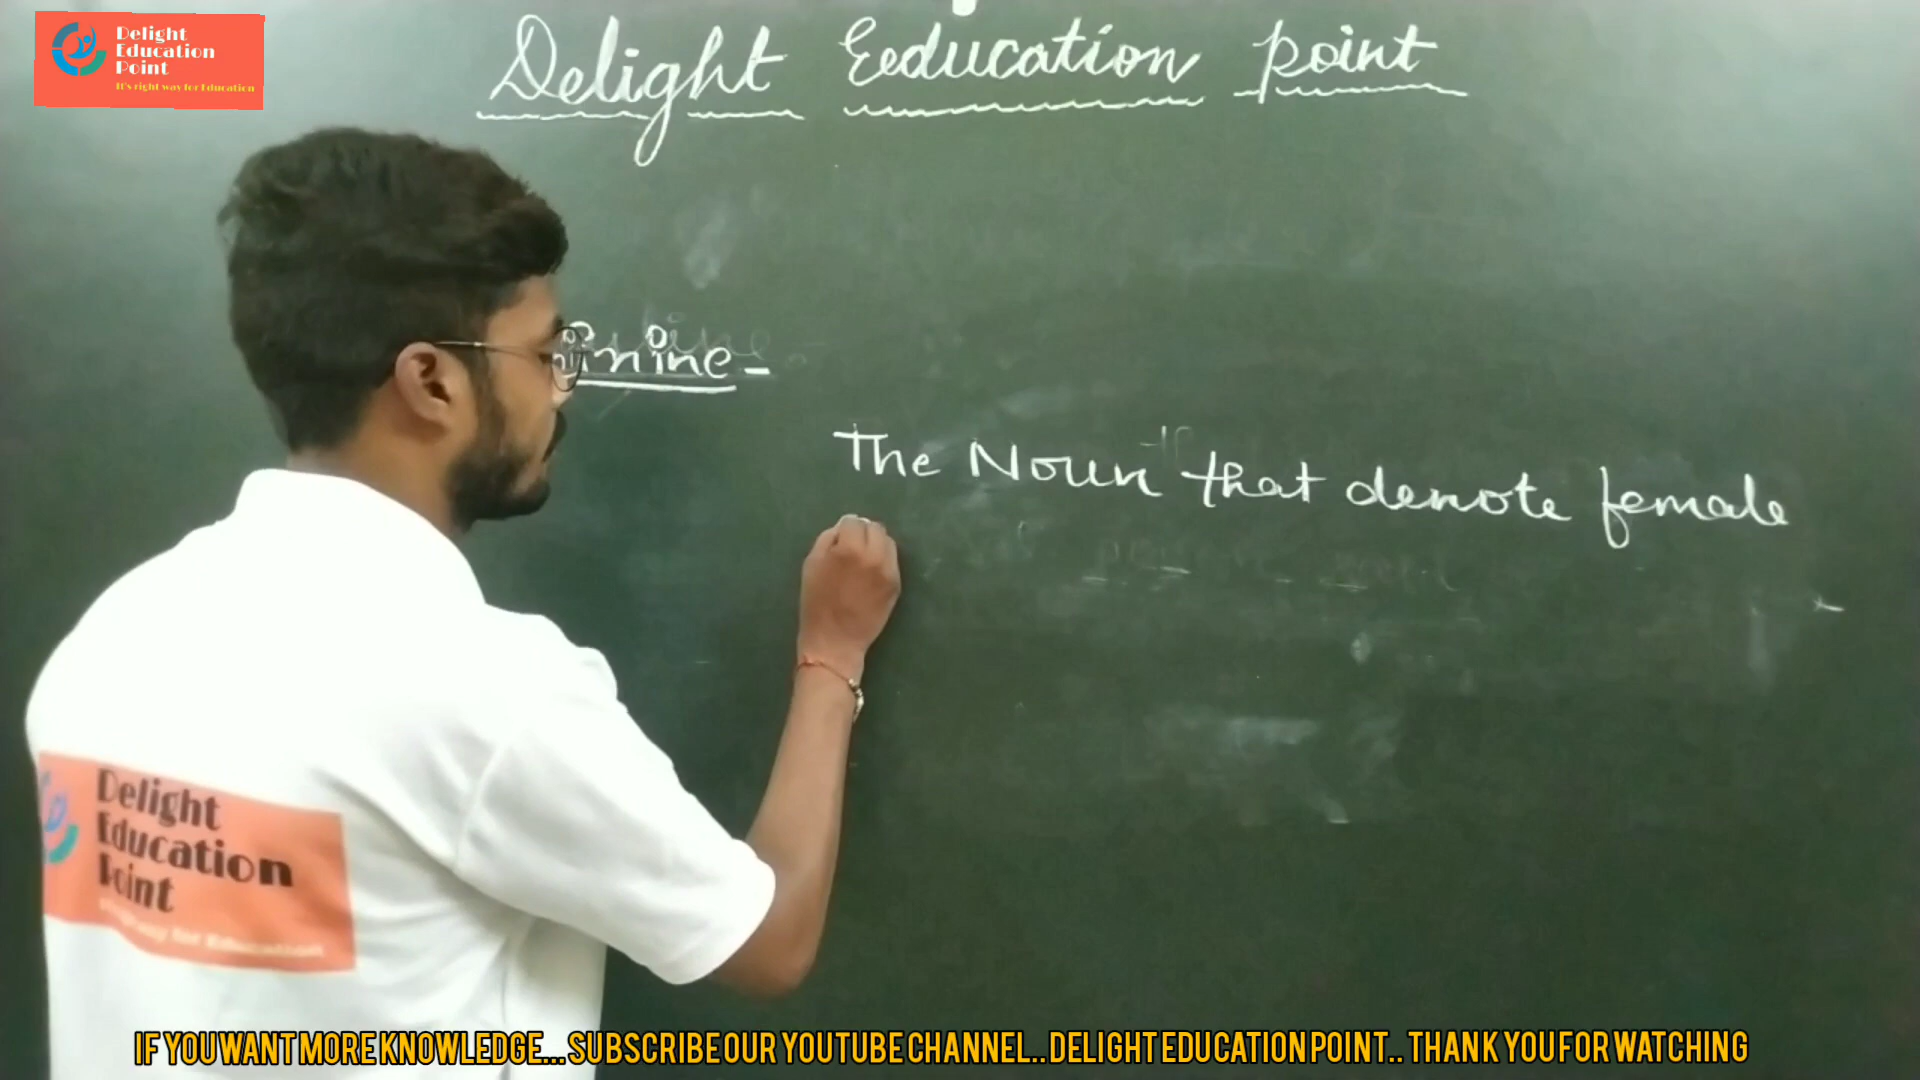 Delight
Education
Point
It's right way for Education
Delight Eeducation point
inine -
The Noun that denote female
Delight
Education
Point
IF YOU WANT MORE KNOWLEDGE... SUBSCRIBE OUR YOUTUBE CHANNEL.. DELIGHT EDUCATION POINT.. THANK YOU FOR WATCHING